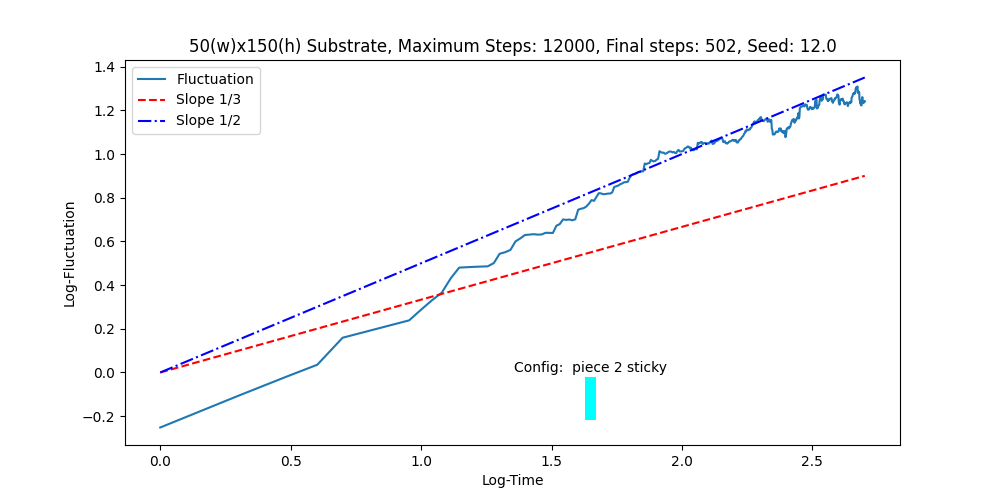 50(w)x150(h) Substrate, Maximum Steps: 12000, Final steps: 502, Seed: 12.0
Fluctuation
Slope 1/3
Slope 1/2
Log-Fluctuation
1.4
1.2
1.0
0.8
0.6
0.4
0.2
0.0
−0.2
Config:  piece 2 sticky
0.0 0.5 1.0 1.5 2.0 2.5
Log-Time